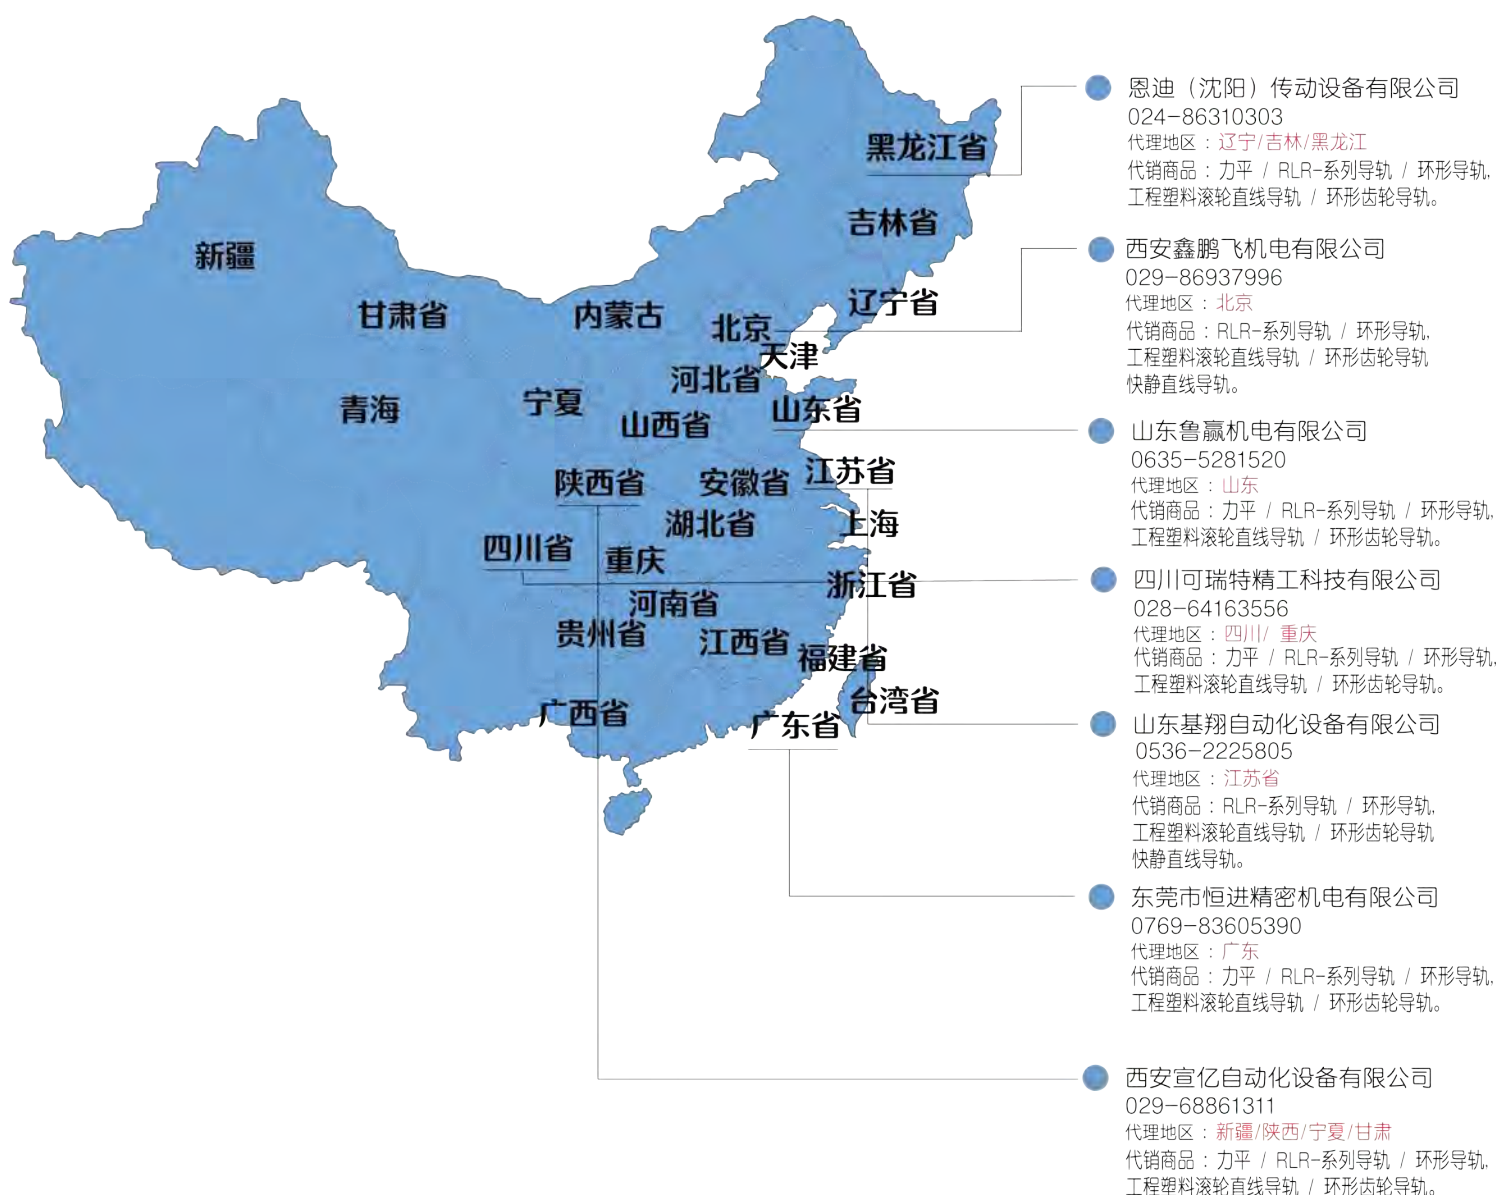 黑龙江省
吉林省
辽宁省
新疆
甘肃省
内蒙古
北京
天津
河北省
青海
宁夏
山西省
山东省
陕西省
安徽省
江苏省
湖北省
上海
四川省
重庆
浙江省
河南省
贵州省
江西省
福建省
广西省
广东省
台湾省
恩迪（沈阳）传动设备有限公司
024-86310303
代理地区：辽宁/吉林/黑龙江
代销商品：力平 / RLR-系列导轨 / 环形导轨,
工程塑料滚轮直线导轨 / 环形齿轮导轨。
西安鑫鹏飞机电有限公司
029-86937996
代理地区：北京
代销商品：RLR-系列导轨 / 环形导轨,
工程塑料滚轮直线导轨 / 环形齿轮导轨
快静直线导轨。
山东鲁赢机电有限公司
0635-5281520
代理地区：山东
代销商品：力平 / RLR-系列导轨 / 环形导轨,
工程塑料滚轮直线导轨 / 环形齿轮导轨。
四川可瑞特精工科技有限公司
028-64163556
代理地区：四川/ 重庆
代销商品：力平 / RLR-系列导轨 / 环形导轨,
工程塑料滚轮直线导轨 / 环形齿轮导轨。
山东基翔自动化设备有限公司
0536-2225805
代理地区：江苏省
代销商品：RLR-系列导轨 / 环形导轨,
工程塑料滚轮直线导轨 / 环形齿轮导轨
快静直线导轨。
东莞市恒进精密机电有限公司
0769-83605390
代理地区：广东
代销商品：力平 / RLR-系列导轨 / 环形导轨,
工程塑料滚轮直线导轨 / 环形齿轮导轨。
西安宣亿自动化设备有限公司
029-68861311
代理地区：新疆/陕西/宁夏/甘肃
代销商品：力平 / RLR-系列导轨 / 环形导轨,
工程塑料滚轮直线导轨 / 环形齿轮导轨。